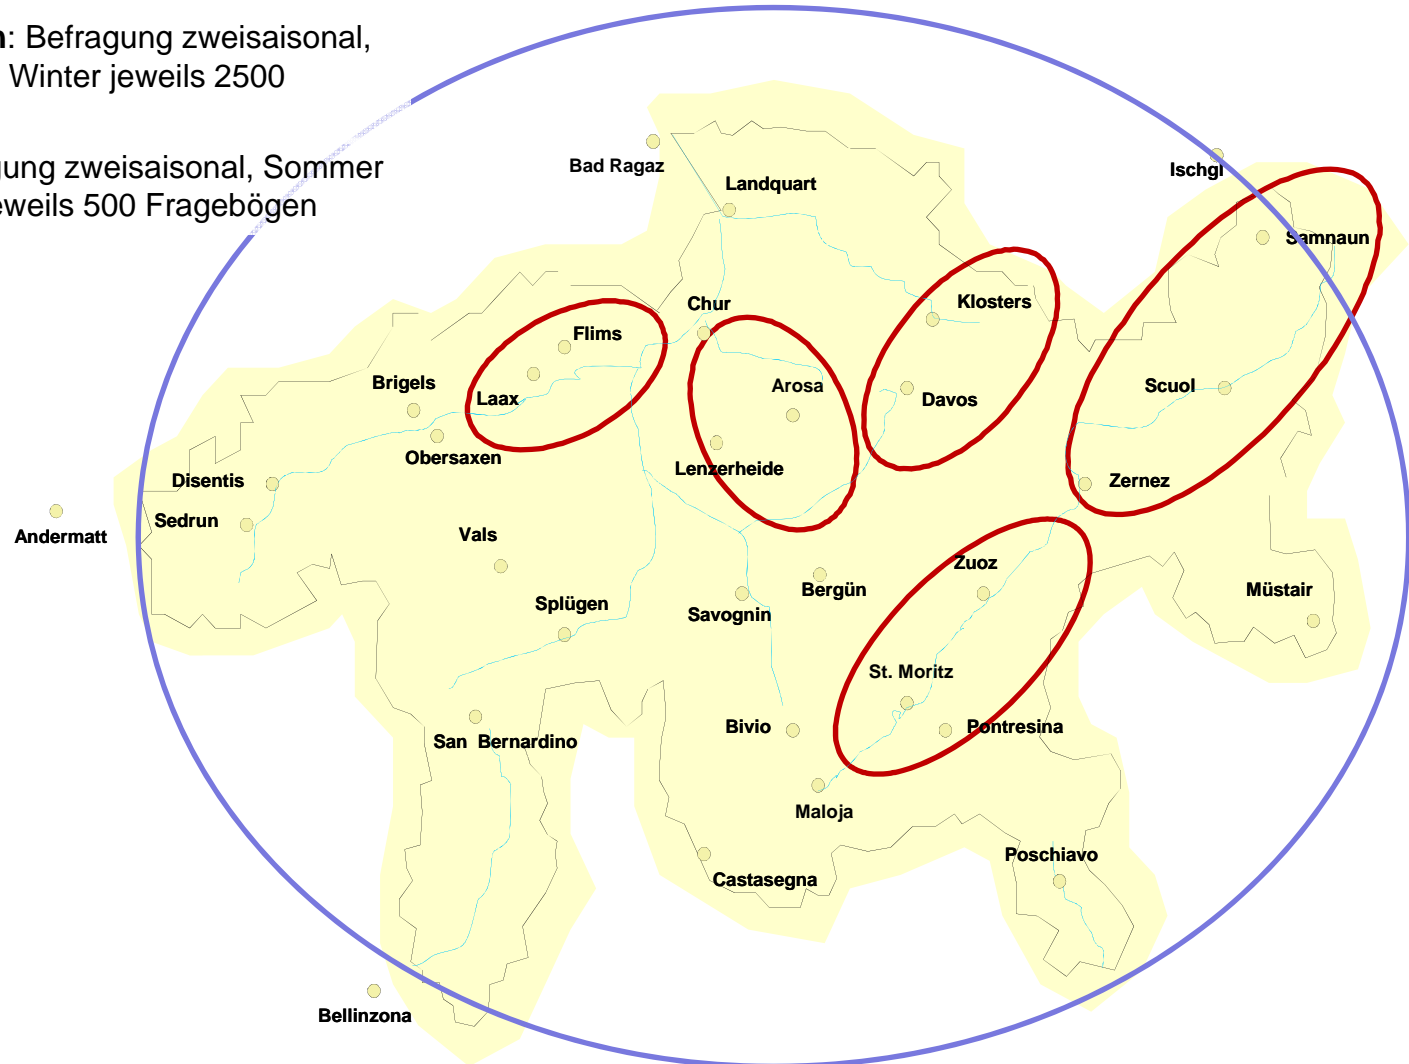 n: Befragung zweisaisonal,
Winter jeweils 2500
gung zweisaisonal, Sommer
eweils 500 Fragebögen
Bad Ragaz
Ischgl
Landquart
Samnaun
Chur
Klosters
Flims
Brigels
Laax
Arosa
Davos
Scuol
Obersaxen
Lenzerheide
Disentis
Zernez
Sedrun
Andermatt
Vals
Zuoz
Bergün
Müstair
Splügen
Savognin
St. Moritz
Bivio
Pontresina
San Bernardino
Maloja
Poschiavo
Castasegna
Bellinzona